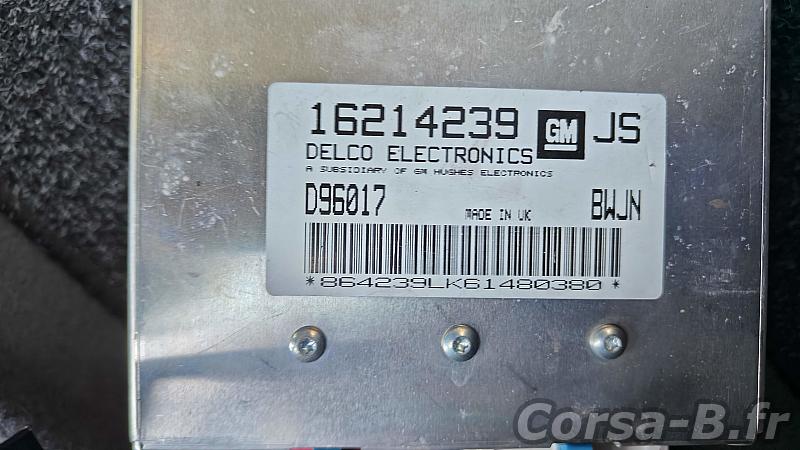 16214239 GM JS
DELCO ELECTRONICS
A SUBSIDIARY OF GM HUGHES ELECTRONICS
D96017 MADE IN UK BWJN
*864239LK61480380*
Corsa-B.fr